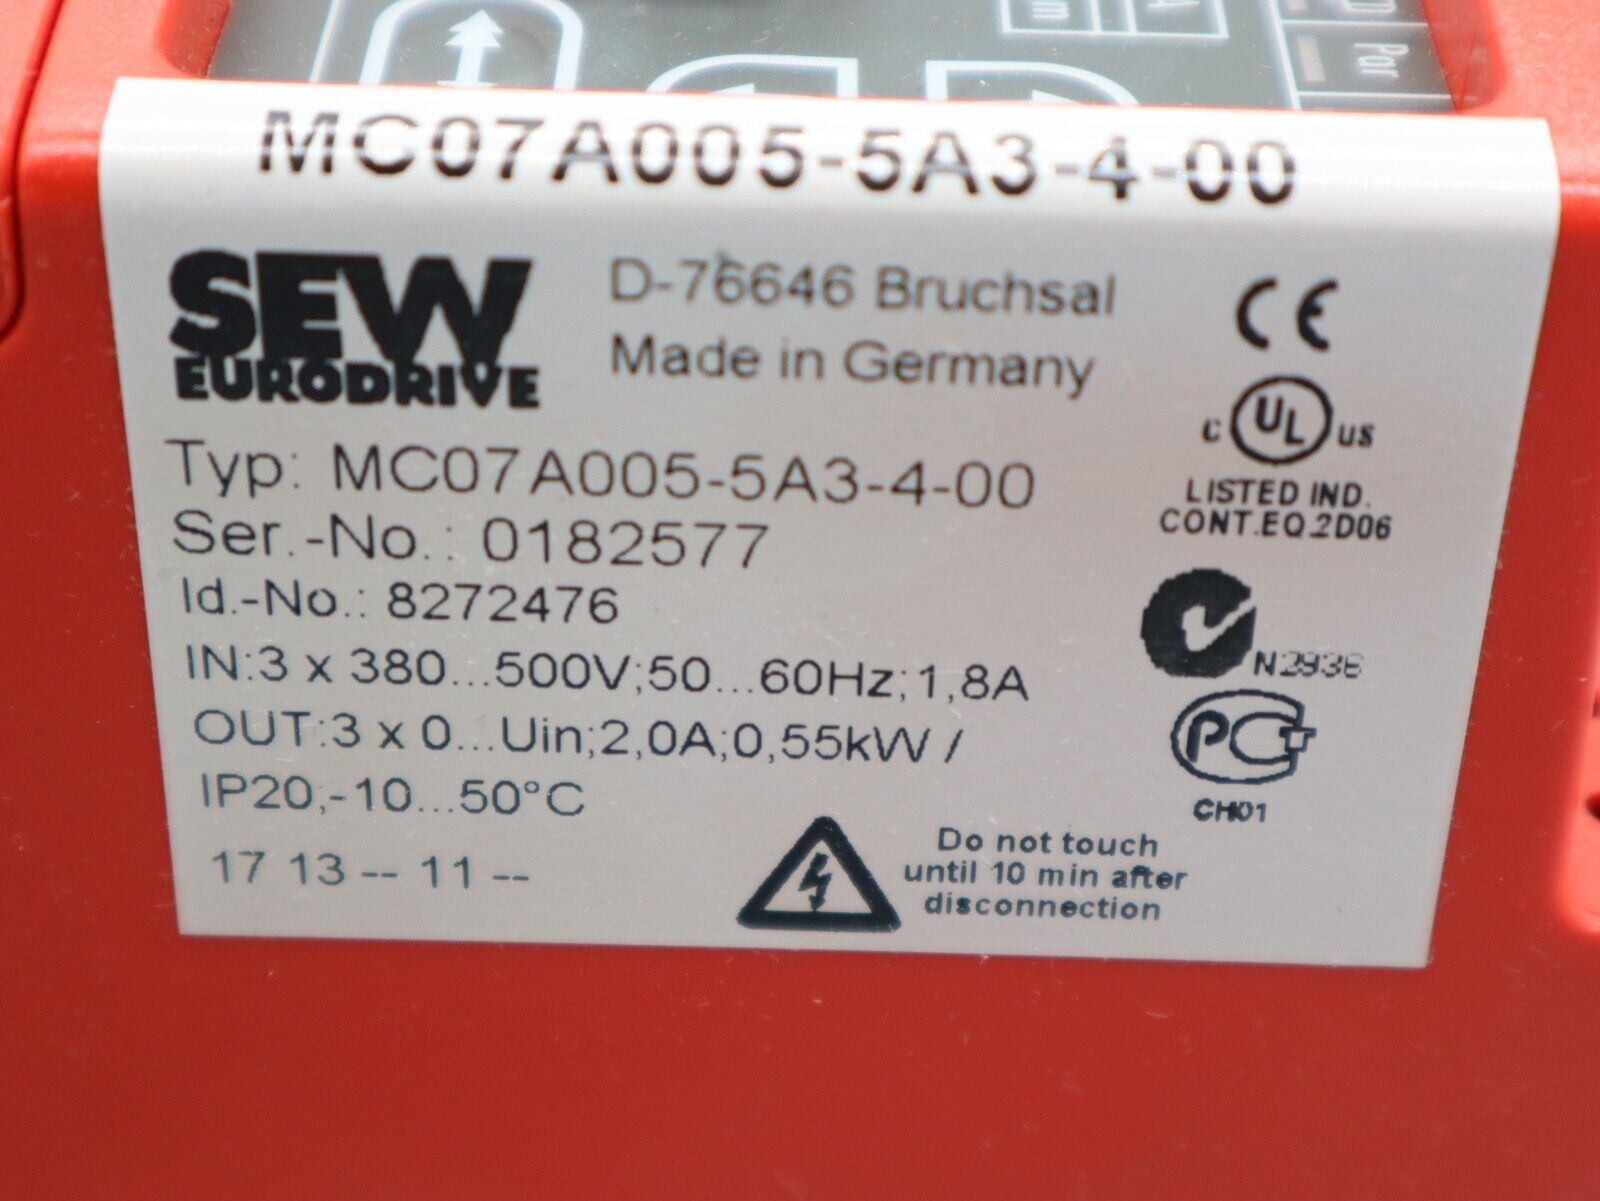 m
A
Par
MC07A005-5A3-4-00
SEW
EURODRIVE
D-76646 Bruchsal
Made in Germany
CE
C UL US
LISTED IND.
CONT.EQ.2D06
Typ: MC07A005-5A3-4-00
Ser.-No.: 0182577
Id.-No.: 8272476
IN:3 x 380...500V;50...60Hz;1,8A
OUT:3 x 0...Uin;2,0A;0,55kW /
IP20;-10...50°C
17 13 -- 11 --
N2936
PCT
CH01
Do not touch
until 10 min after
disconnection